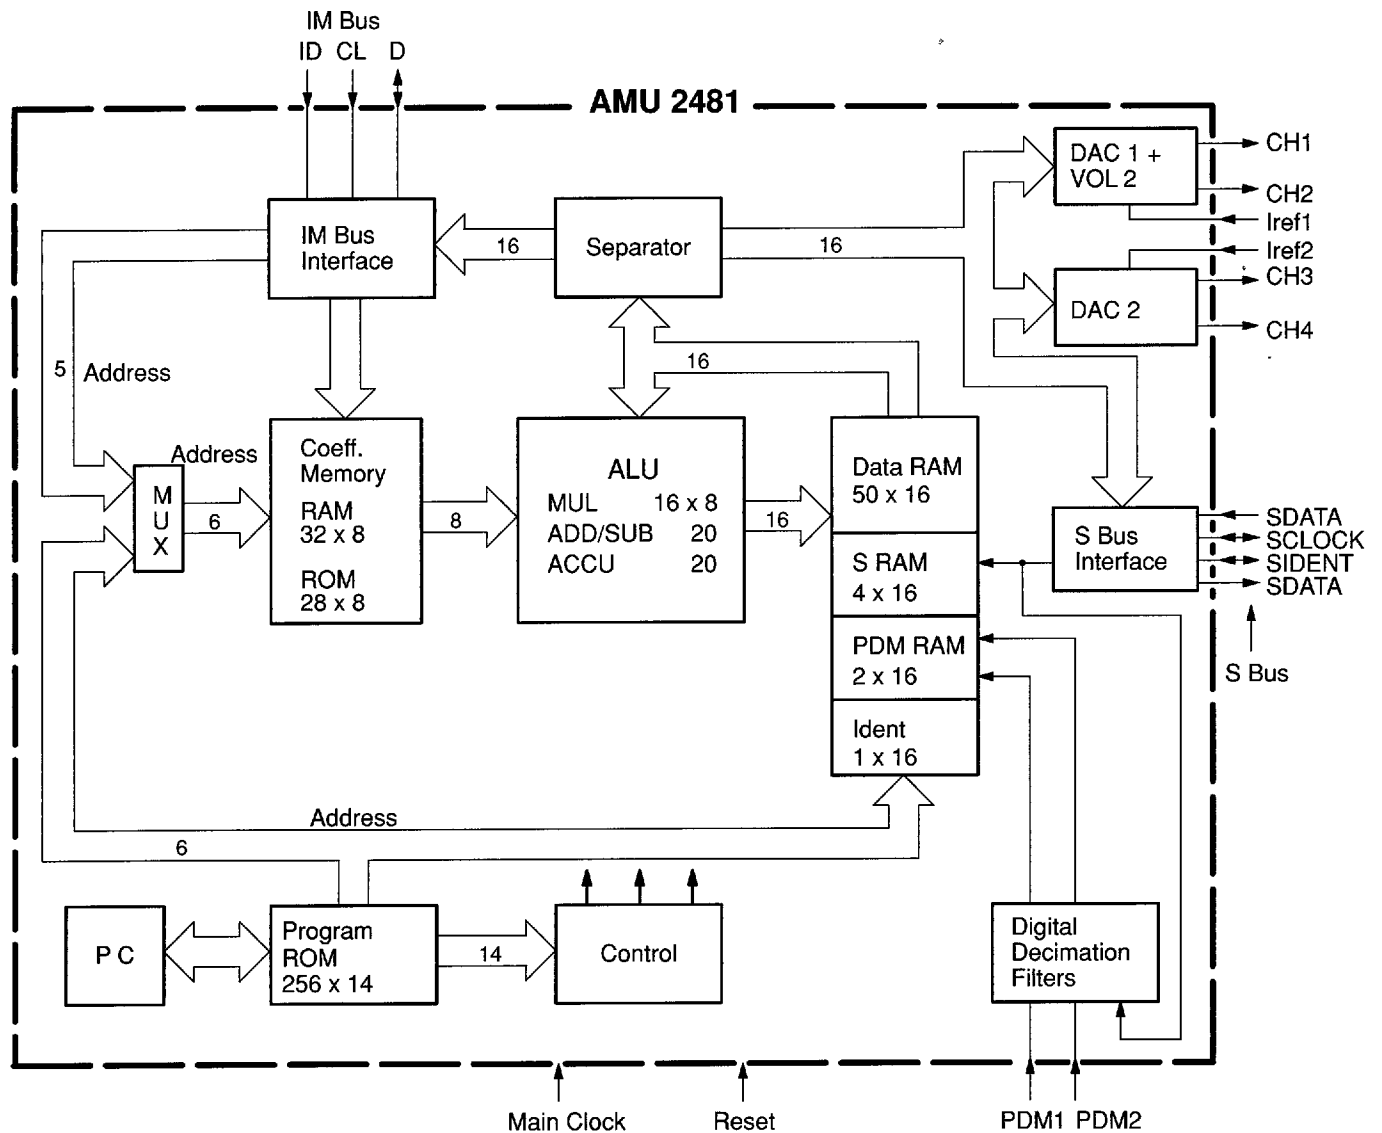 IM Bus
ID CL D
AMU 2481
DAC 1 +
VOL 2
CH1
CH2
Iref1
Iref2
CH3
DAC 2
CH4
IM Bus
Interface
16
Separator
16
5
Address
16
Address
MUX
6
Coeff.
Memory
RAM
32 x 8
ROM
28 x 8
8
ALU
MUL 16 x 8
ADD/SUB 20
ACCU 20
16
Data RAM
50 x 16
S RAM
4 x 16
PDM RAM
2 x 16
Ident
1 x 16
S Bus
Interface
SDATA
SCLOCK
SIDENT
SDATA
S Bus
Address
6
P C
Program
ROM
256 x 14
14
Control
Digital
Decimation
Filters
Main Clock
Reset
PDM1 PDM2